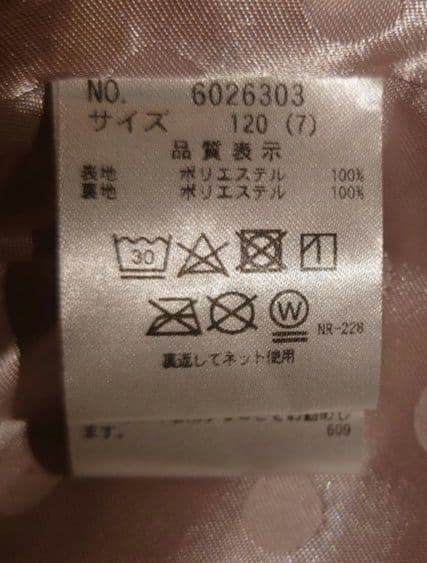 NO. 6026303
サイズ 120 (7)
品質表示
表地 ポリエステル 100%
裏地 ポリエステル 100%
30
W
NR-228
裏返してネット使用
ます。 609